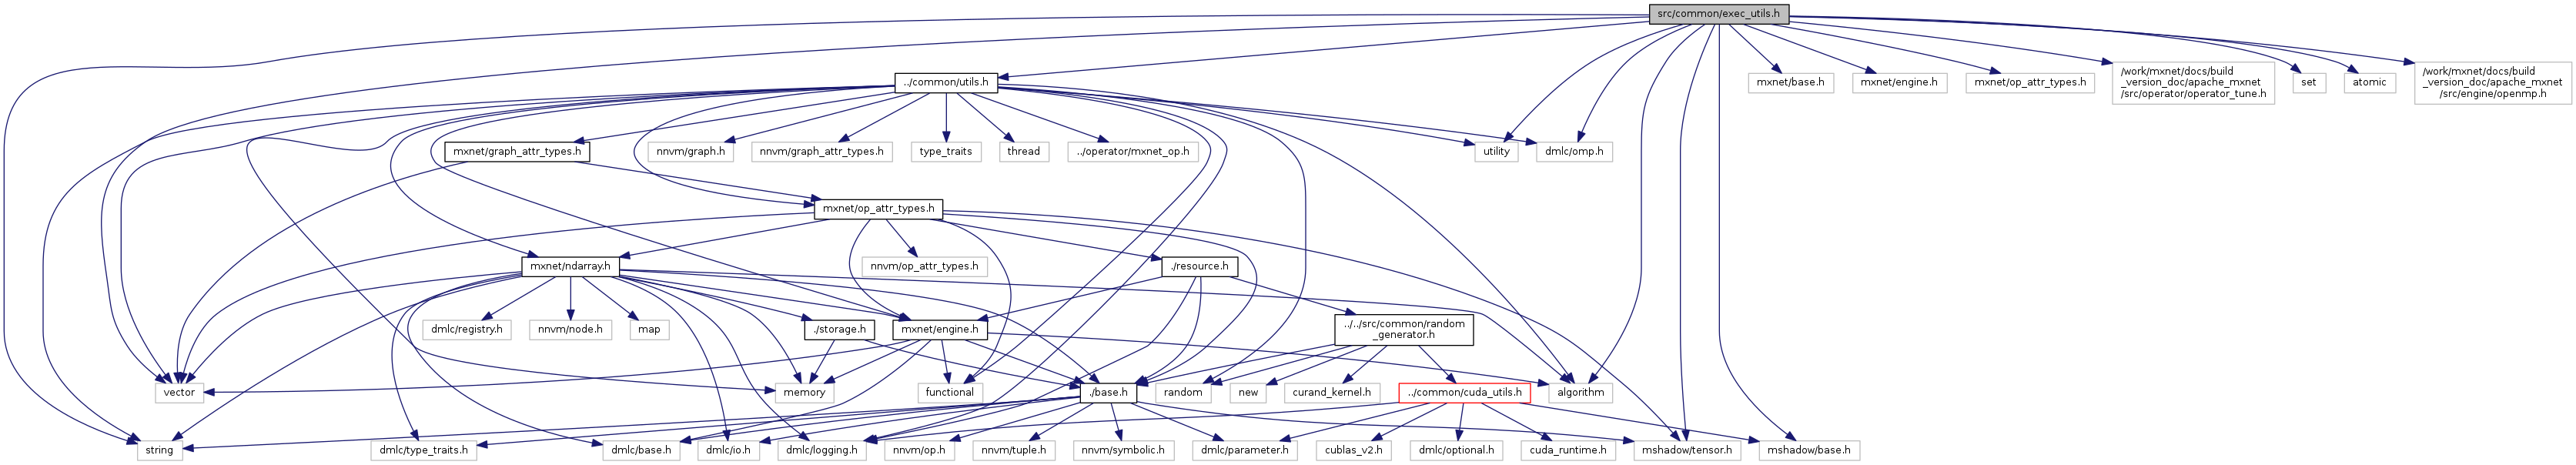 src/common/exec_utils.h
../common/utils.h
mxnet/base.h
mxnet/engine.h
mxnet/op_attr_types.h
/work/mxnet/docs/build
_version_doc/apache_mxnet
/src/operator/operator_tune.h
set
atomic
/work/mxnet/docs/build
_version_doc/apache_mxnet
/src/engine/openmp.h
mxnet/graph_attr_types.h
nnvm/graph.h
nnvm/graph_attr_types.h
type_traits
thread
../operator/mxnet_op.h
utility
dmlc/omp.h
mxnet/op_attr_types.h
mxnet/ndarray.h
nnvm/op_attr_types.h
./resource.h
dmlc/registry.h
nnvm/node.h
map
./storage.h
mxnet/engine.h
../../src/common/random
_generator.h
vector
memory
functional
./base.h
random
new
curand_kernel.h
../common/cuda_utils.h
algorithm
string
dmlc/type_traits.h
dmlc/base.h
dmlc/io.h
dmlc/logging.h
nnvm/op.h
nnvm/tuple.h
nnvm/symbolic.h
dmlc/parameter.h
cublas_v2.h
dmlc/optional.h
cuda_runtime.h
mshadow/tensor.h
mshadow/base.h